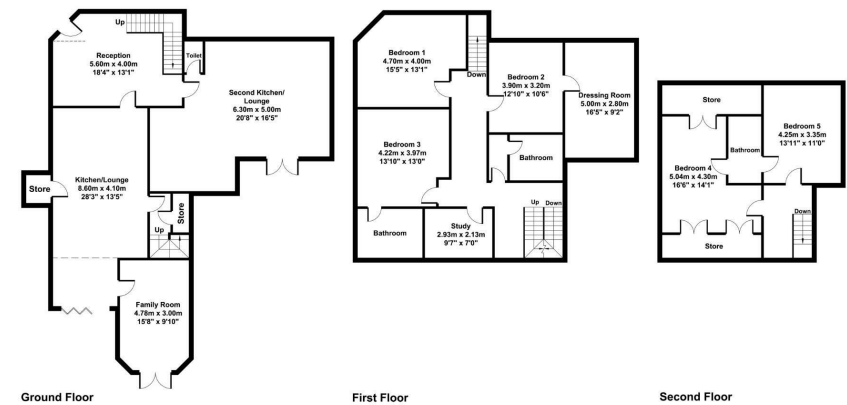 Up
Reception
5.60m x 4.00m
18'4" x 13'1"
Toilet
Second Kitchen/
Lounge
6.30m x 5.00m
20'8" x 16'5"
Store
Kitchen/Lounge
8.60m x 4.10m
28'3" x 13'5"
Store
Up
Family Room
4.78m x 3.00m
15'8" x 9'10"
Ground Floor
Bedroom 1
4.70m x 4.00m
15'5" x 13'1"
Down
Bedroom 2
3.90m x 3.20m
12'10" x 10'6"
Dressing Room
5.00m x 2.80m
16'5" x 9'2"
Bedroom 3
4.22m x 3.97m
13'10" x 13'0"
Bathroom
Up Down
Bathroom
Study
2.93m x 2.13m
9'7" x 7'0"
First Floor
Store
Bedroom 5
4.25m x 3.35m
13'11" x 11'0"
Bathroom
Bedroom 4
5.04m x 4.30m
16'6" x 14'1"
Down
Store
Second Floor